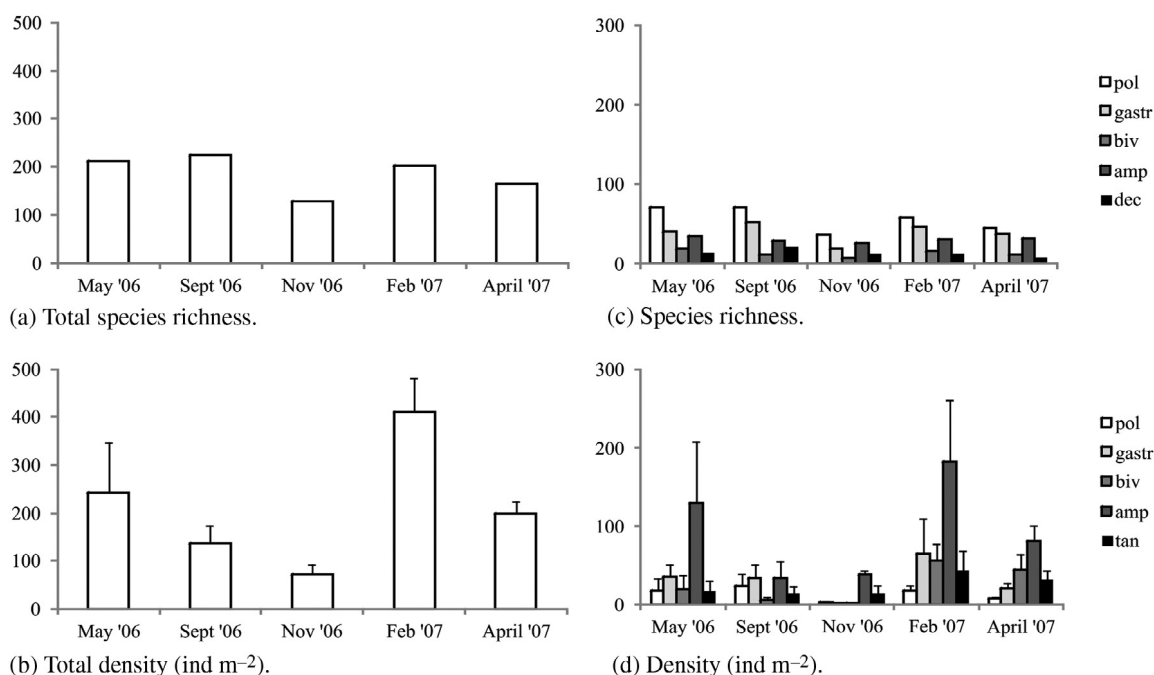 500
400
300
200
100
0
May '06 Sept '06 Nov '06 Feb '07 April '07
(a) Total species richness.
300
200
100
0
May '06 Sept '06 Nov '06 Feb '07 April '07
pol
gastr
biv
amp
dec
(c) Species richness.
500
400
300
200
100
0
May '06 Sept '06 Nov '06 Feb '07 April '07
(b) Total density (ind m–2).
300
200
100
0
May '06 Sept '06 Nov '06 Feb '07 April '07
pol
gastr
biv
amp
tan
(d) Density (ind m–2).